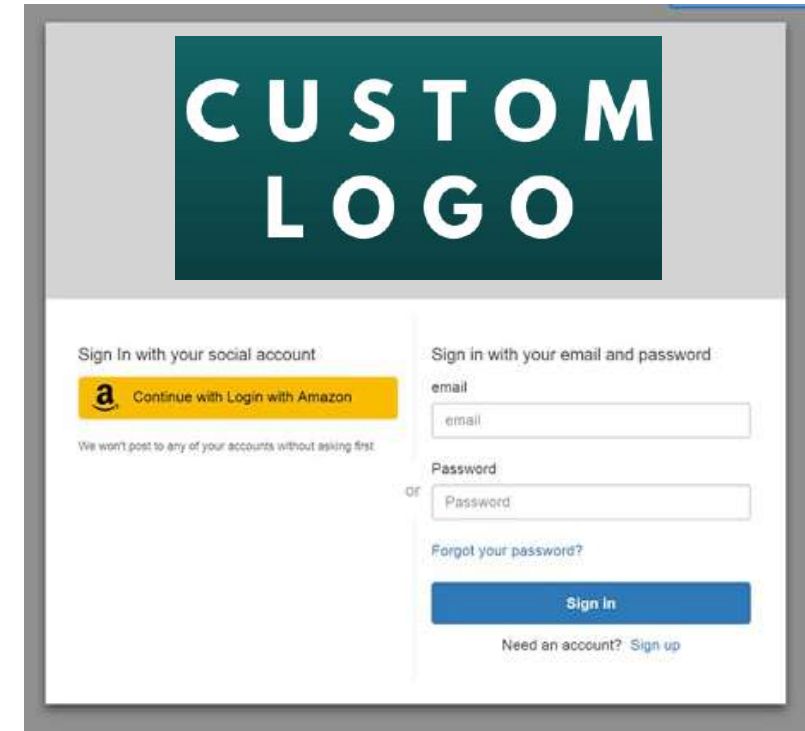 CUSTOM
LOGO
Sign In with your social account
a Continue with Login with Amazon
We won't post to any of your accounts without asking first
or
Sign in with your email and password
email
email
Password
Password
Forgot your password?
Sign in
Need an account? Sign up